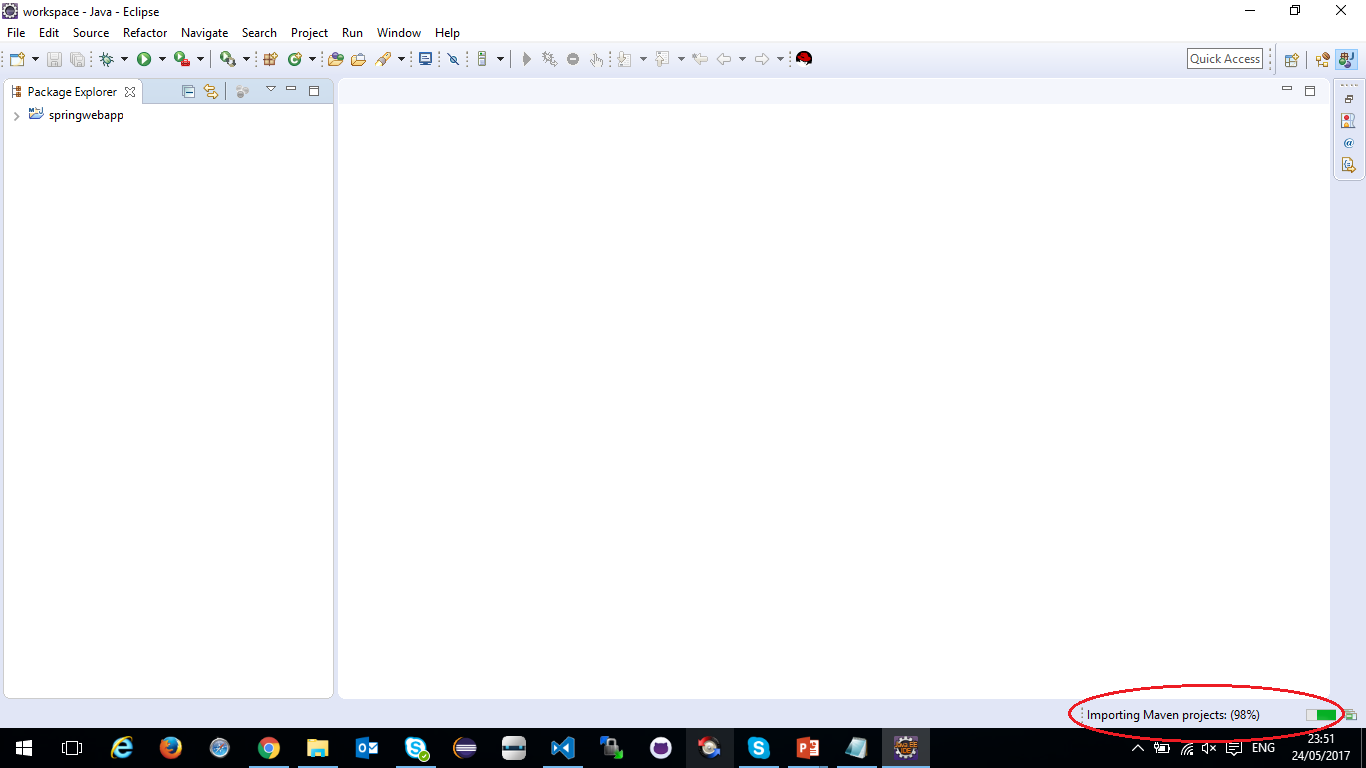 workspace - Java - Eclipse
File Edit Source Refactor Navigate Search Project Run Window Help
Quick Access
Package Explorer
springwebapp
Importing Maven projects: (98%)
ENG
23:51
24/05/2017